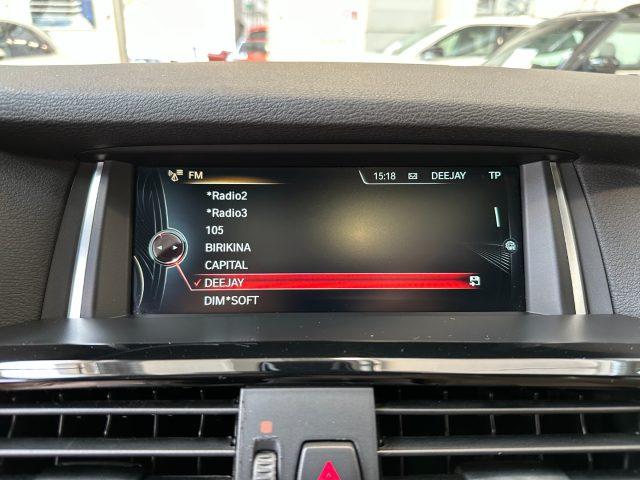 FM 15:18 DEEJAY TP
*Radio2
*Radio3
105
BIRIKINA
CAPITAL
✓ DEEJAY
DIM*SOFT